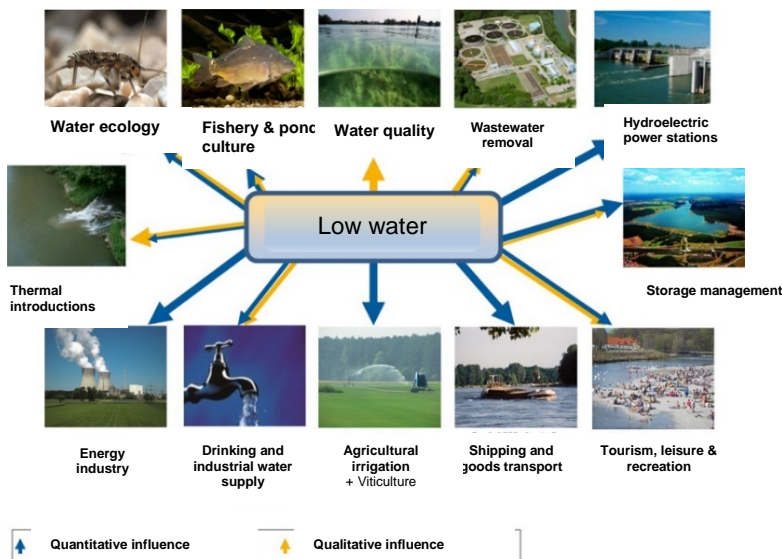 Water ecology
Fishery & pond
culture
Water quality
Wastewater
removal
Hydroelectric
power stations
Low water
Thermal
introductions
Storage management
Energy
industry
Drinking and
industrial water
supply
Agricultural
irrigation
+ Viticulture
Shipping and
goods transport
Tourism, leisure &
recreation
Quantitative influence
Qualitative influence